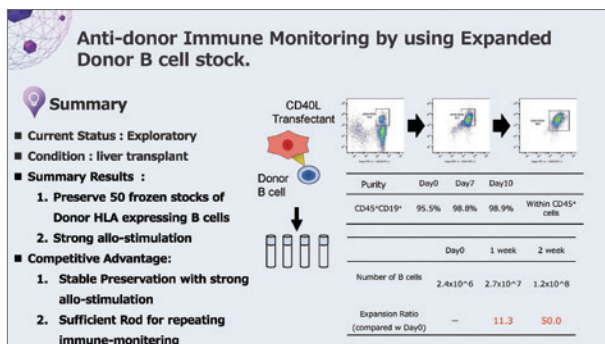 Anti-donor Immune Monitoring by using Expanded
Donor B cell stock.
Summary
■ Current Status : Exploratory
■ Condition : liver transplant
■ Summary Results :
1. Preserve 50 frozen stocks of
Donor HLA expressing B cells
2. Strong allo-stimulation
■ Competitive Advantage:
1. Stable Preservation with strong
allo-stimulation
2. Sufficient Rod for repeating
immune-monitoring
CD40L
Transfectant
Donor
B cell
Purity Day0 Day7 Day10
CD45⁺CD19⁺ 95.5% 98.8% 98.9% Within CD45⁺
cells
Day0 1 week 2 week
Number of B cells 2.4x10^6 2.7x10^7 1.2x10^8
Expansion Ratio
(compared w Day0) − 11.3 50.0